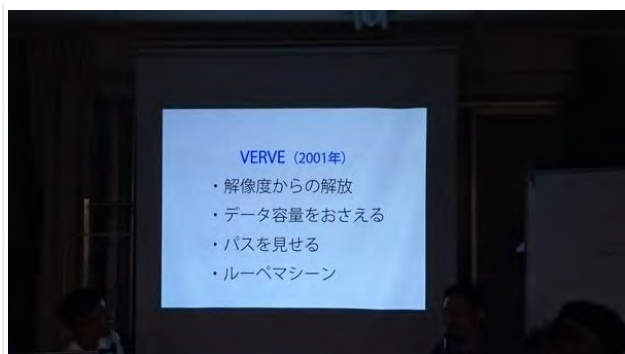 VERVE（2001年）
・解像度からの解放
・データ容量をおさえる
・パスを見せる
・ルーペマシーン